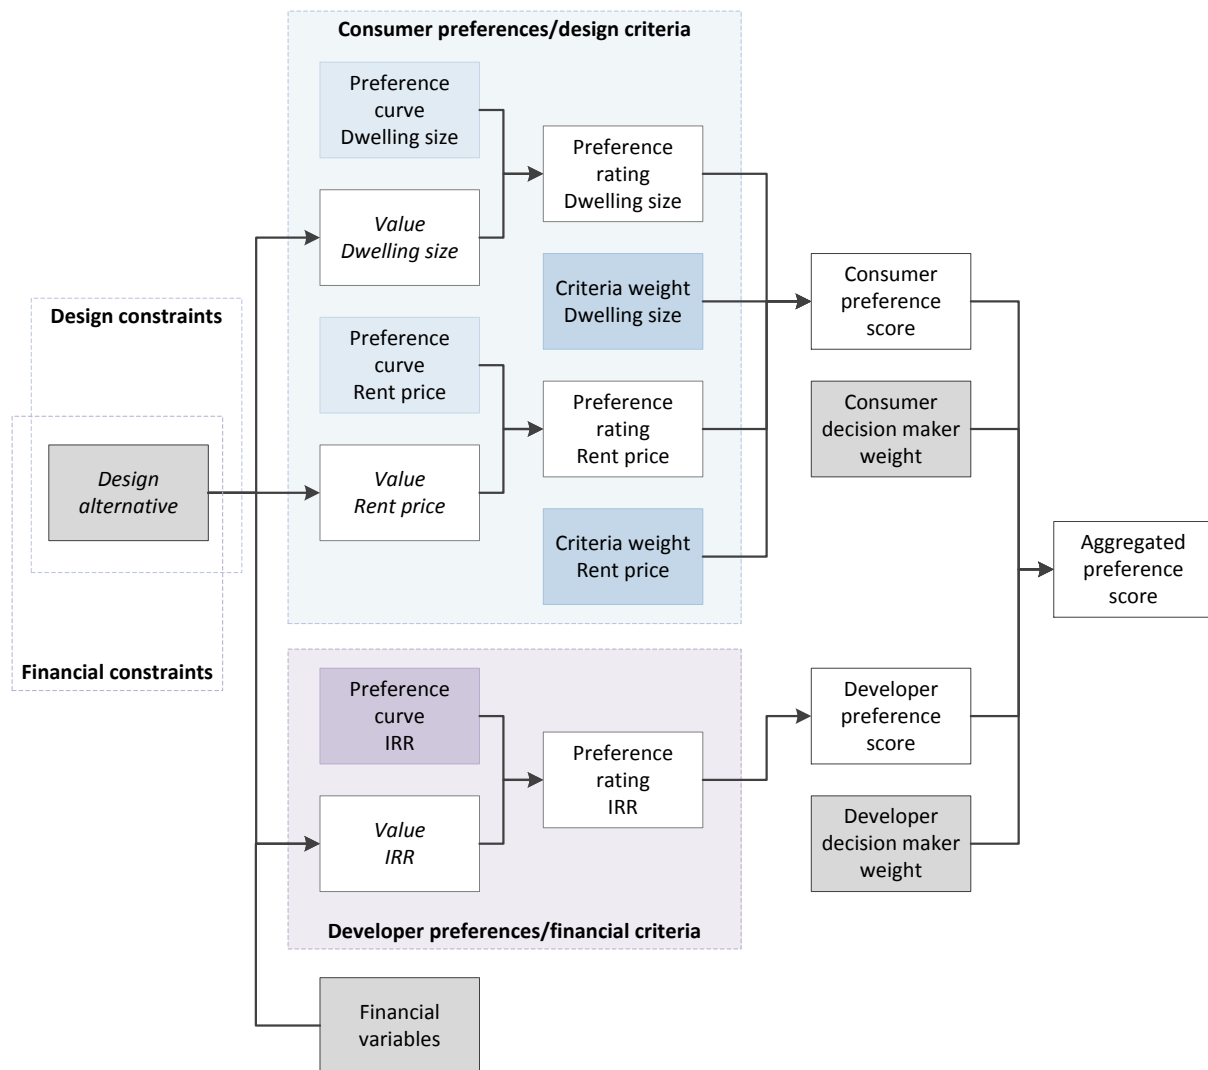 Consumer preferences/design criteria
Preference
curve
Dwelling size
Value
Dwelling size
Preference
rating
Dwelling size
Criteria weight
Dwelling size
Preference
curve
Rent price
Value
Rent price
Preference
rating
Rent price
Criteria weight
Rent price
Design constraints
Design
alternative
Financial constraints
Consumer
preference
score
Consumer
decision maker
weight
Aggregated
preference
score
Preference
curve
IRR
Value
IRR
Preference
rating
IRR
Developer preferences/financial criteria
Developer
preference
score
Developer
decision maker
weight
Financial
variables